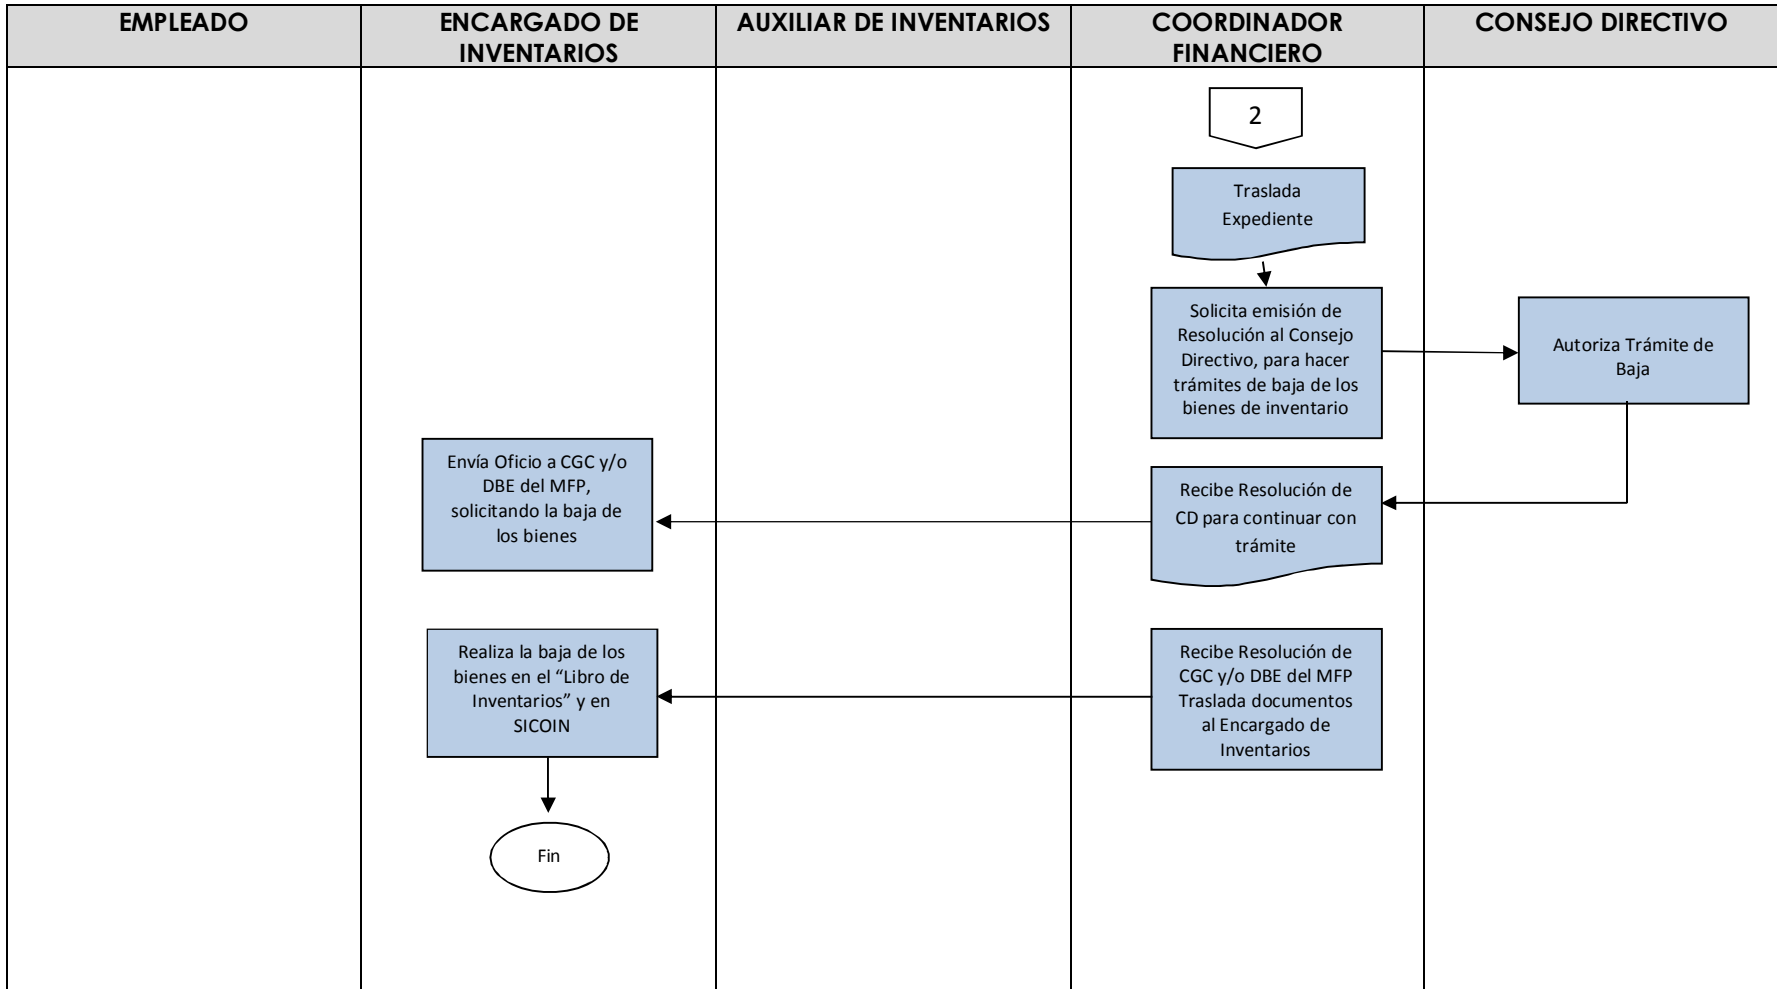 EMPLEADO
ENCARGADO DE
INVENTARIOS
AUXILIAR DE INVENTARIOS
COORDINADOR
FINANCIERO
CONSEJO DIRECTIVO
2
Traslada
Expediente
Solicita emisión de
Resolución al Consejo
Directivo, para hacer
trámites de baja de los
bienes de inventario
Autoriza Trámite de
Baja
Envía Oficio a CGC y/o
DBE del MFP,
solicitando la baja de
los bienes
Recibe Resolución de
CD para continuar con
trámite
Realiza la baja de los
bienes en el “Libro de
Inventarios” y en
SICOIN
Recibe Resolución de
CGC y/o DBE del MFP
Traslada documentos
al Encargado de
Inventarios
Fin